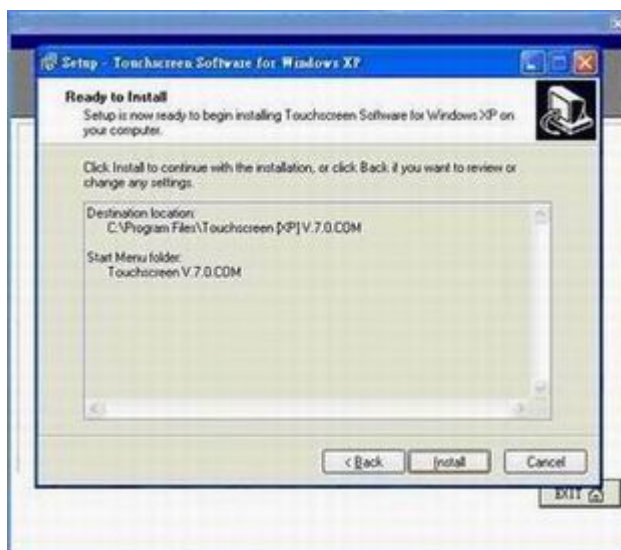 Setup - Touchscreen Software for Windows XP
Ready to Install
Setup is now ready to begin installing Touchscreen Software for Windows XP on
your computer.
Click Install to continue with the installation, or click Back if you want to review or
change any settings.
Destination location:
C:\Program Files\Touchscreen [XP] V.7.0.COM
Start Menu folder:
Touchscreen V.7.0.COM
< Back
Install
Cancel
EXIT